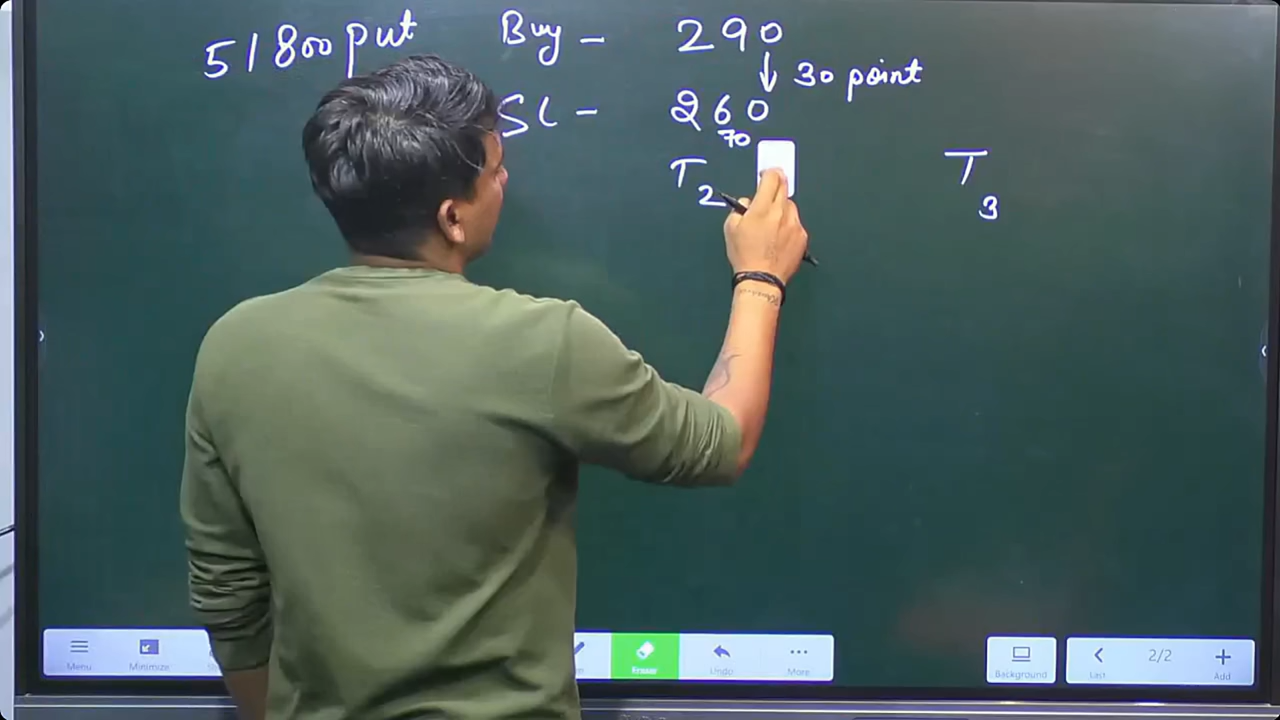 51800 put Buy - 290
30 point
SL - 260
70
T2 T3
Menu Minimize Eraser Undo More Background Last 2/2 Add